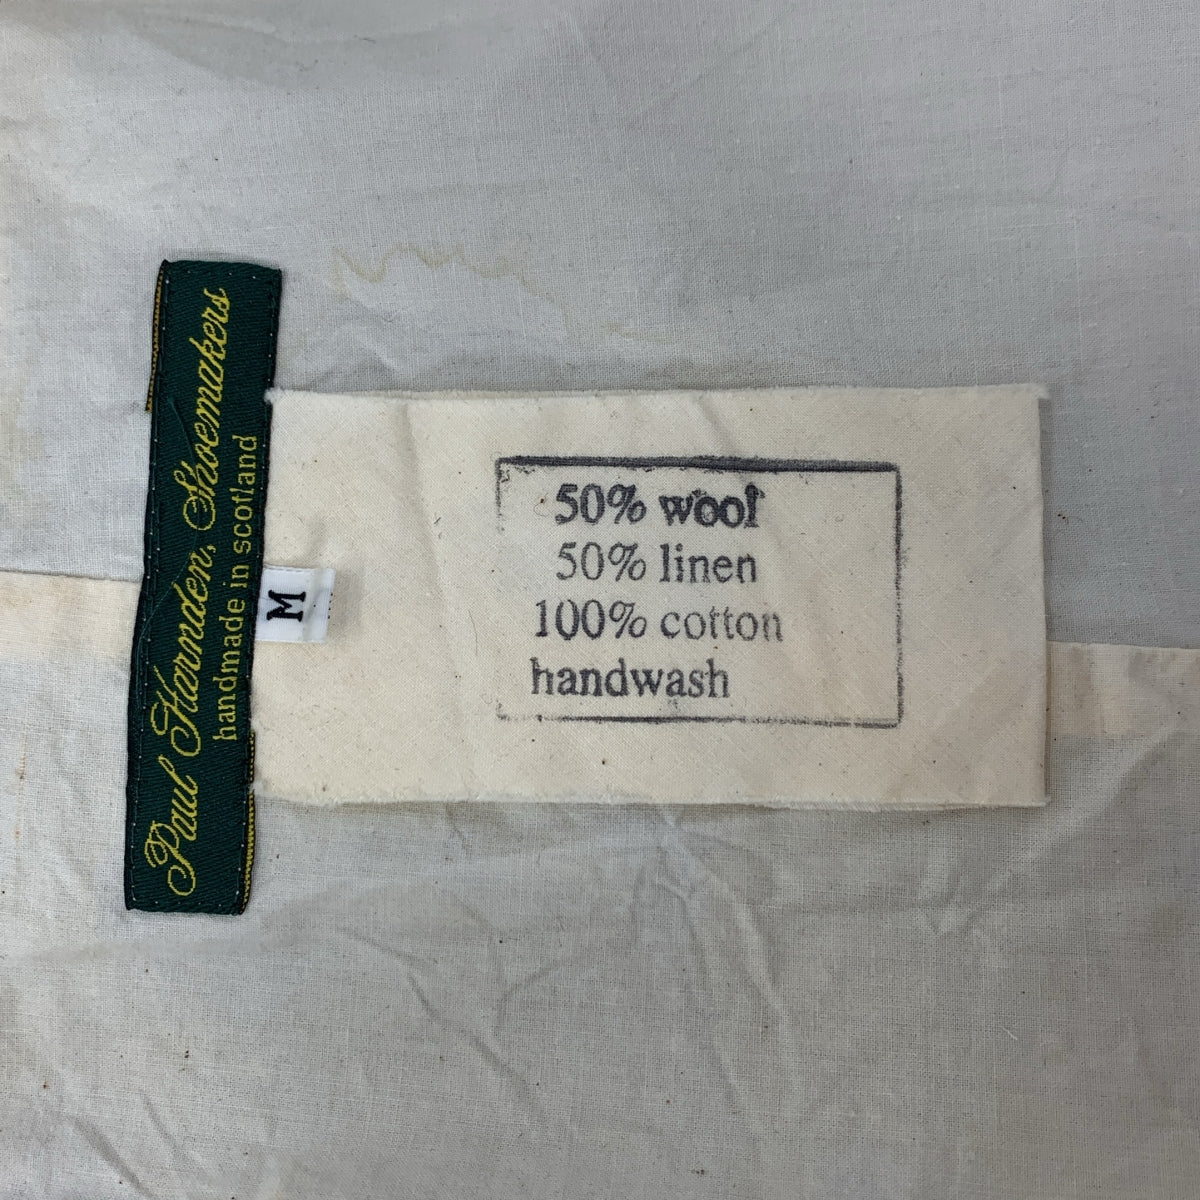 Paul Harnden, Shoemakers
handmade in scotland
M
50% wool
50% linen
100% cotton
handwash